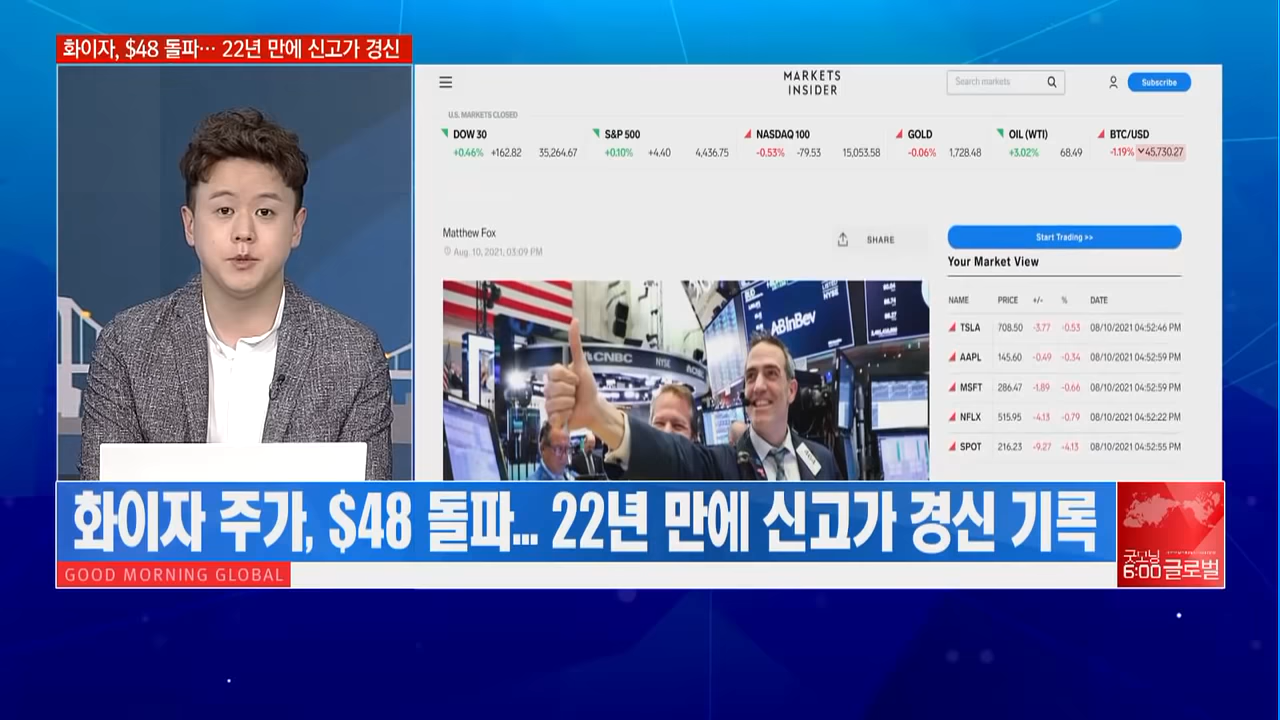 화이자, $48 돌파… 22년 만에 신고가 경신
MARKETS
INSIDER
Search markets
Subscribe
U.S. MARKETS CLOSED
DOW 30
+0.46% +162.82 35,264.67
S&P 500
+0.10% +4.40 4,436.75
NASDAQ 100
-0.53% -79.53 15,053.58
GOLD
-0.06% 1,728.48
OIL (WTI)
+3.02% 68.49
BTC/USD
-1.19% 45,730.27
Matthew Fox
Aug. 10, 2021, 03:09 PM
SHARE
Start Trading >>
Your Market View
NAME PRICE +/- % DATE
TSLA 708.50 -3.77 -0.53 08/10/2021 04:52:46 PM
AAPL 145.60 -0.49 -0.34 08/10/2021 04:52:59 PM
MSFT 286.47 -1.89 -0.66 08/10/2021 04:52:59 PM
NFLX 515.95 -4.13 -0.79 08/10/2021 04:52:22 PM
SPOT 216.23 -9.27 -4.13 08/10/2021 04:52:55 PM
CNBC
NYSE
ABInBev
화이자 주가, $48 돌파... 22년 만에 신고가 경신 기록
GOOD MORNING GLOBAL
굿모닝
6:00 글로벌